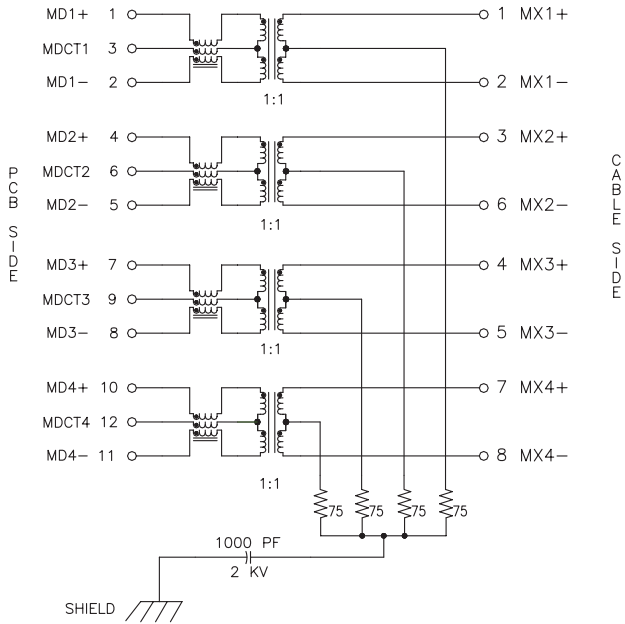 MD1+ 1 1 MX1+
MDCT1 3
MD1− 2 2 MX1−
1:1
MD2+ 4 3 MX2+
MDCT2 6
MD2− 5 6 MX2−
1:1
PCB SIDE
CABLE SIDE
MD3+ 7 4 MX3+
MDCT3 9
MD3− 8 5 MX3−
1:1
MD4+ 10 7 MX4+
MDCT4 12
MD4− 11 8 MX4−
1:1
75 75 75 75
1000 PF
2 KV
SHIELD